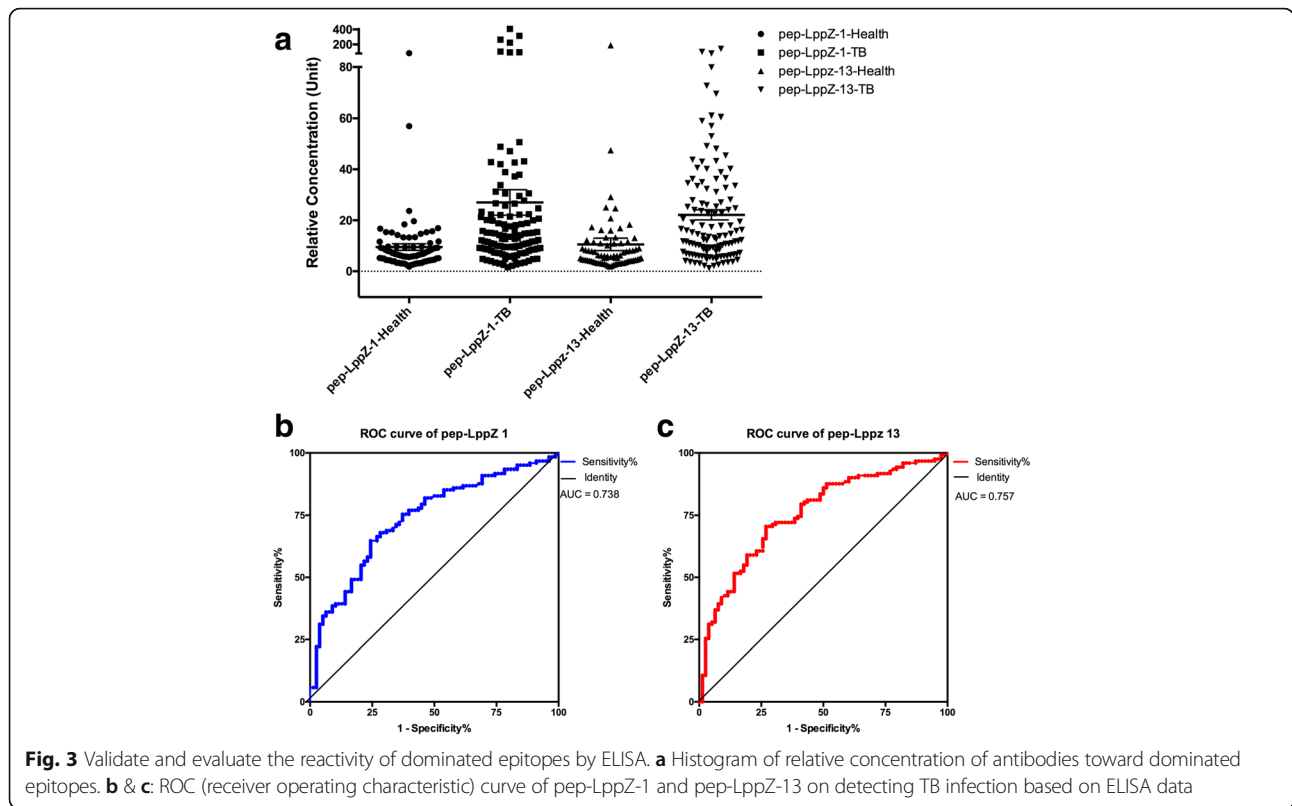 a
400
200
80
60
40
20
0
Relative Concentration (Unit)
pep-LppZ-1-Health
pep-LppZ-1-TB
pep-Lppz-13-Health
pep-LppZ-13-TB
pep-LppZ-1-Health
pep-LppZ-1-TB
pep-Lppz-13-Health
pep-LppZ-13-TB
b
ROC curve of pep-LppZ 1
100
75
50
25
0
Sensitivity%
0 25 50 75 100
1 - Specificity%
Sensitivity%
Identity
AUC = 0.738
c
ROC curve of pep-Lppz 13
100
75
50
25
0
Sensitivity%
0 25 50 75 100
1 - Specificity%
Sensitivity%
Identity
AUC = 0.757
Fig. 3 Validate and evaluate the reactivity of dominated epitopes by ELISA. a Histogram of relative concentration of antibodies toward dominated
epitopes. b & c: ROC (receiver operating characteristic) curve of pep-LppZ-1 and pep-LppZ-13 on detecting TB infection based on ELISA data